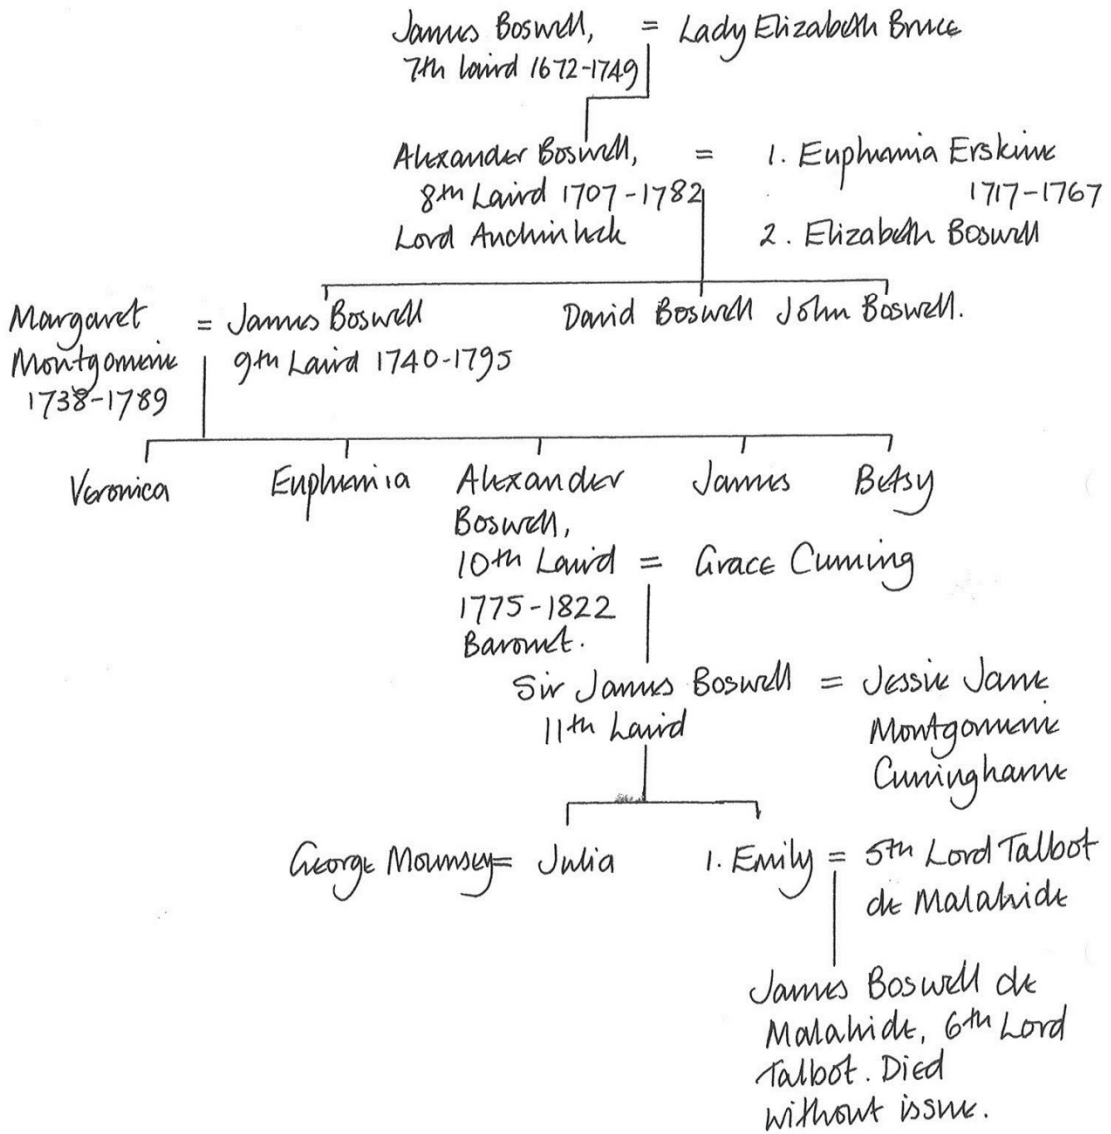 James Boswell, = Lady Elizabeth Bruce
7th laird 1672-1749
Alexander Boswell, = 1. Euphemia Erskine
8th Laird 1707-1782 1717-1767
Lord Auchinleck 2. Elizabeth Boswell
Margaret = James Boswell David Boswell John Boswell.
Montgomerie 9th Laird 1740-1795
1738-1789
Veronica Euphemia Alexander James Betsy
Boswell,
10th Laird = Grace Cuming
1775-1822
Baronet.
Sir James Boswell = Jessie Jane
11th Laird Montgomerie
Cuninghame
George Mounsey = Julia 1. Emily = 5th Lord Talbot
de Malahide
James Boswell de
Malahide, 6th Lord
Talbot. Died
without issue.